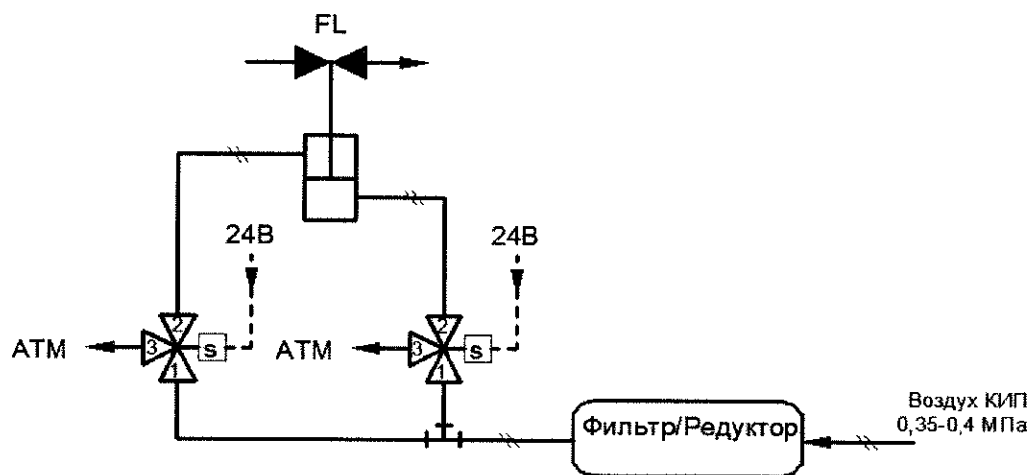 FL
24В
24В
2
3
s
1
АТМ
2
3
s
1
АТМ
Фильтр/Редуктор
Воздух КИП
0,35-0,4 МПа